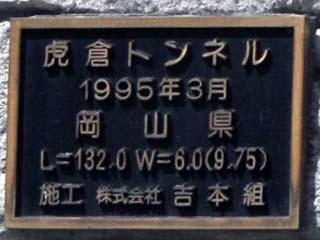 虎倉トンネル
1995年3月
岡山県
L=132.0 W=6.0(9.75)
施工 株式会社 吉本組